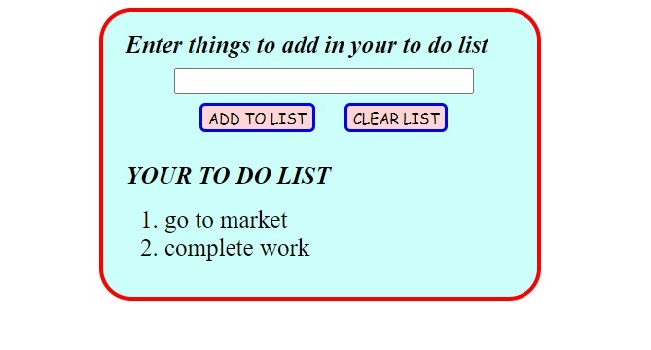 Enter things to add in your to do list
ADD TO LIST CLEAR LIST
YOUR TO DO LIST
1. go to market
2. complete work